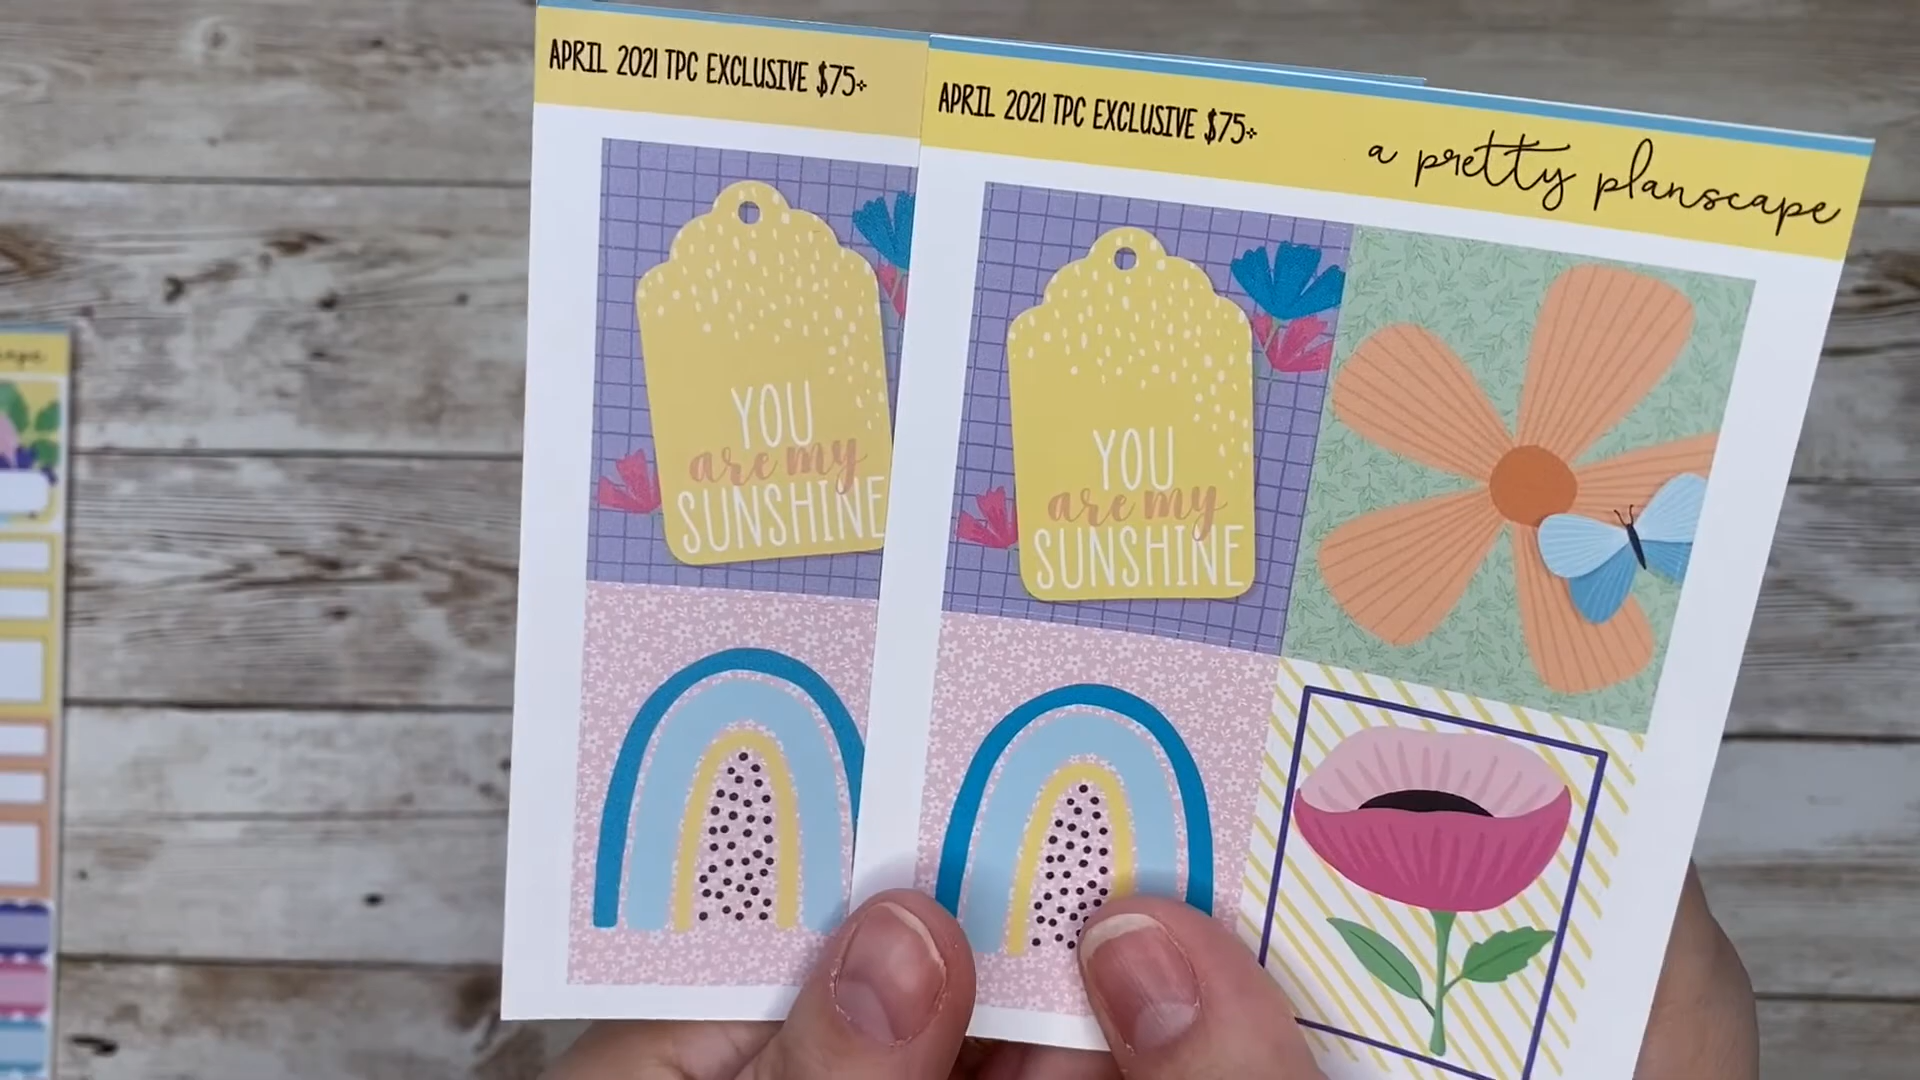 APRIL 2021 TPC EXCLUSIVE $75+
YOU
are my
SUNSHINE
APRIL 2021 TPC EXCLUSIVE $75+
a pretty planscape
YOU
are my
SUNSHINE